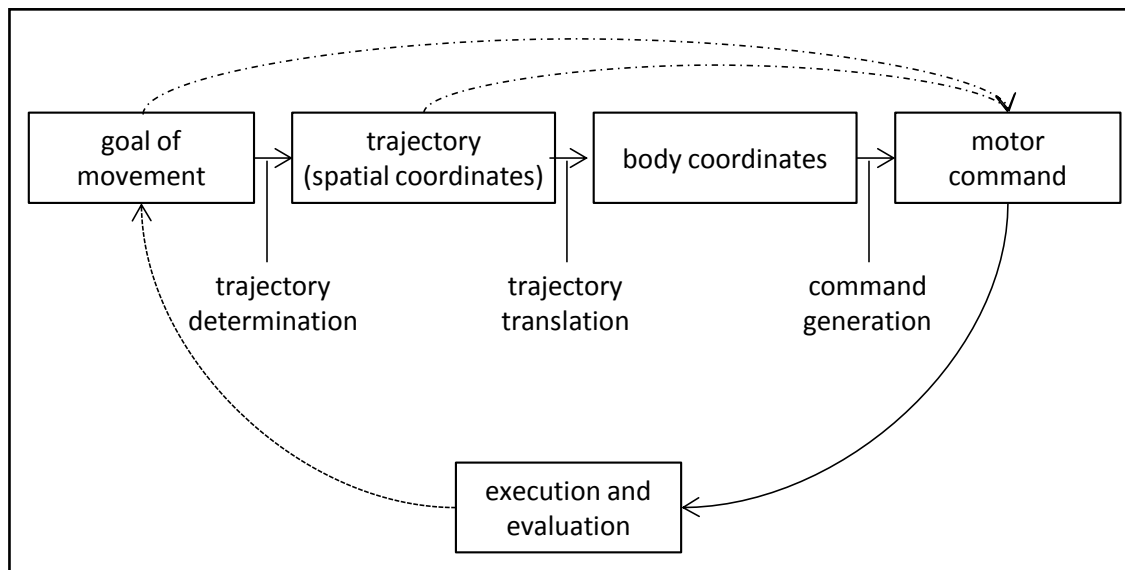 goal of
movement
trajectory
(spatial coordinates)
body coordinates
motor
command
trajectory
determination
trajectory
translation
command
generation
execution and
evaluation